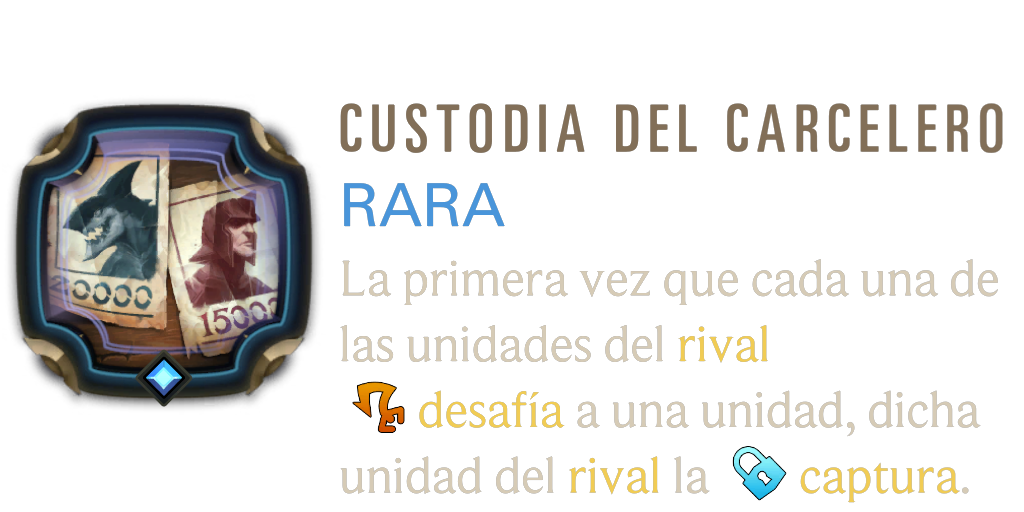 CUSTODIA DEL CARCELERO
RARA
La primera vez que cada una de
las unidades del rival
desafía a una unidad, dicha
unidad del rival la captura.
20000
15000